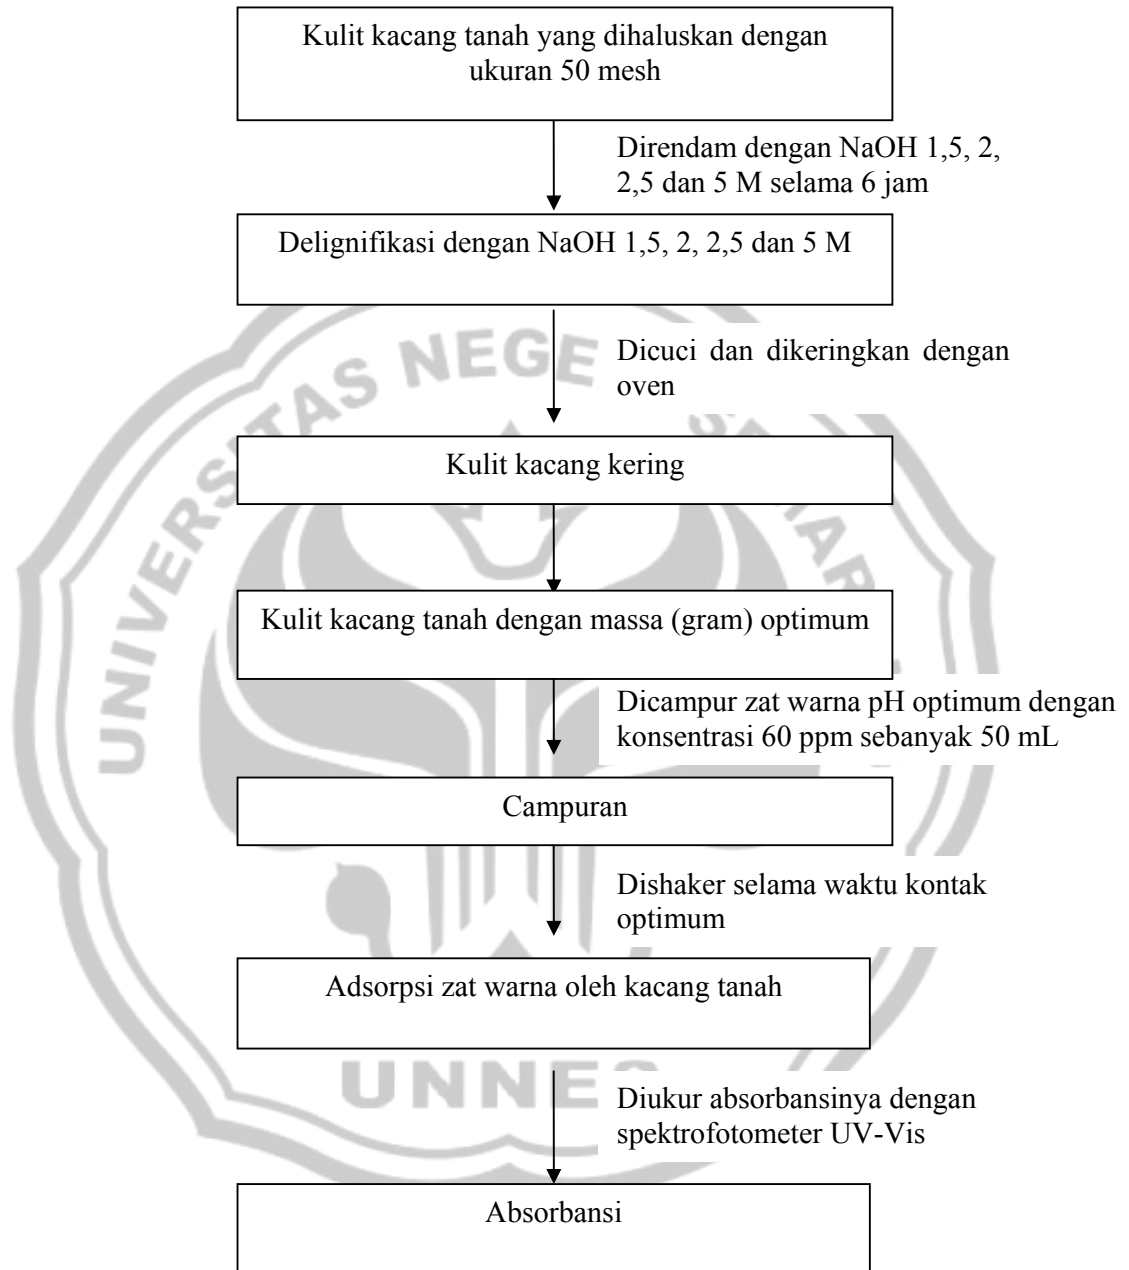 Kulit kacang tanah yang dihaluskan dengan
ukuran 50 mesh
Direndam dengan NaOH 1,5, 2,
2,5 dan 5 M selama 6 jam
Delignifikasi dengan NaOH 1,5, 2, 2,5 dan 5 M
Dicuci dan dikeringkan dengan
oven
Kulit kacang kering
Kulit kacang tanah dengan massa (gram) optimum
Dicampur zat warna pH optimum dengan
konsentrasi 60 ppm sebanyak 50 mL
Campuran
Dishaker selama waktu kontak
optimum
Adsorpsi zat warna oleh kacang tanah
Diukur absorbansinya dengan
spektrofotometer UV-Vis
Absorbansi
UNIVERSITAS NEGE
UNNES